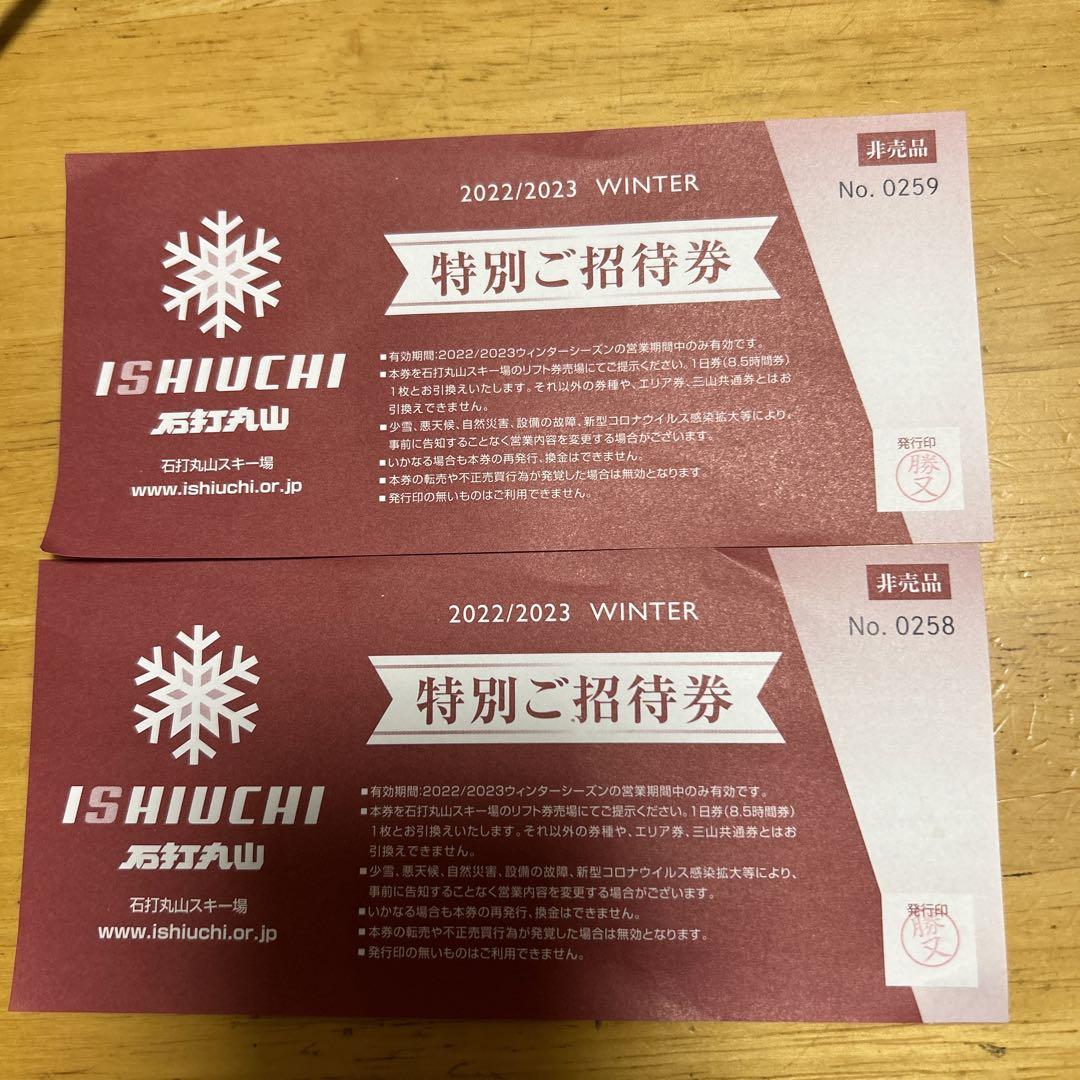 非売品
No. 0259
2022/2023 WINTER
特別ご招待券
ISHIUCHI
石打丸山
石打丸山スキー場
www.ishiuchi.or.jp
■有効期間:2022/2023ウィンターシーズンの営業期間中のみ有効です。
■本券を石打丸山スキー場のリフト券売場にてご提示ください。1日券(8.5時間券)
1枚とお引換えいたします。それ以外の券種や、エリア券、三山共通券とはお
引換えできません。
■少雪、悪天候、自然災害、設備の故障、新型コロナウイルス感染拡大等により、
事前に告知することなく営業内容を変更する場合がございます。
■いかなる場合も本券の再発行、換金はできません。
■本券の転売や不正売買行為が発覚した場合は無効となります。
■発行印の無いものはご利用できません。
発行印
勝又
非売品
No. 0258
2022/2023 WINTER
特別ご招待券
ISHIUCHI
石打丸山
石打丸山スキー場
www.ishiuchi.or.jp
■有効期間:2022/2023ウィンターシーズンの営業期間中のみ有効です。
■本券を石打丸山スキー場のリフト券売場にてご提示ください。1日券(8.5時間券)
1枚とお引換えいたします。それ以外の券種や、エリア券、三山共通券とはお
引換えできません。
■少雪、悪天候、自然災害、設備の故障、新型コロナウイルス感染拡大等により、
事前に告知することなく営業内容を変更する場合がございます。
■いかなる場合も本券の再発行、換金はできません。
■本券の転売や不正売買行為が発覚した場合は無効となります。
■発行印の無いものはご利用できません。
発行印
勝又